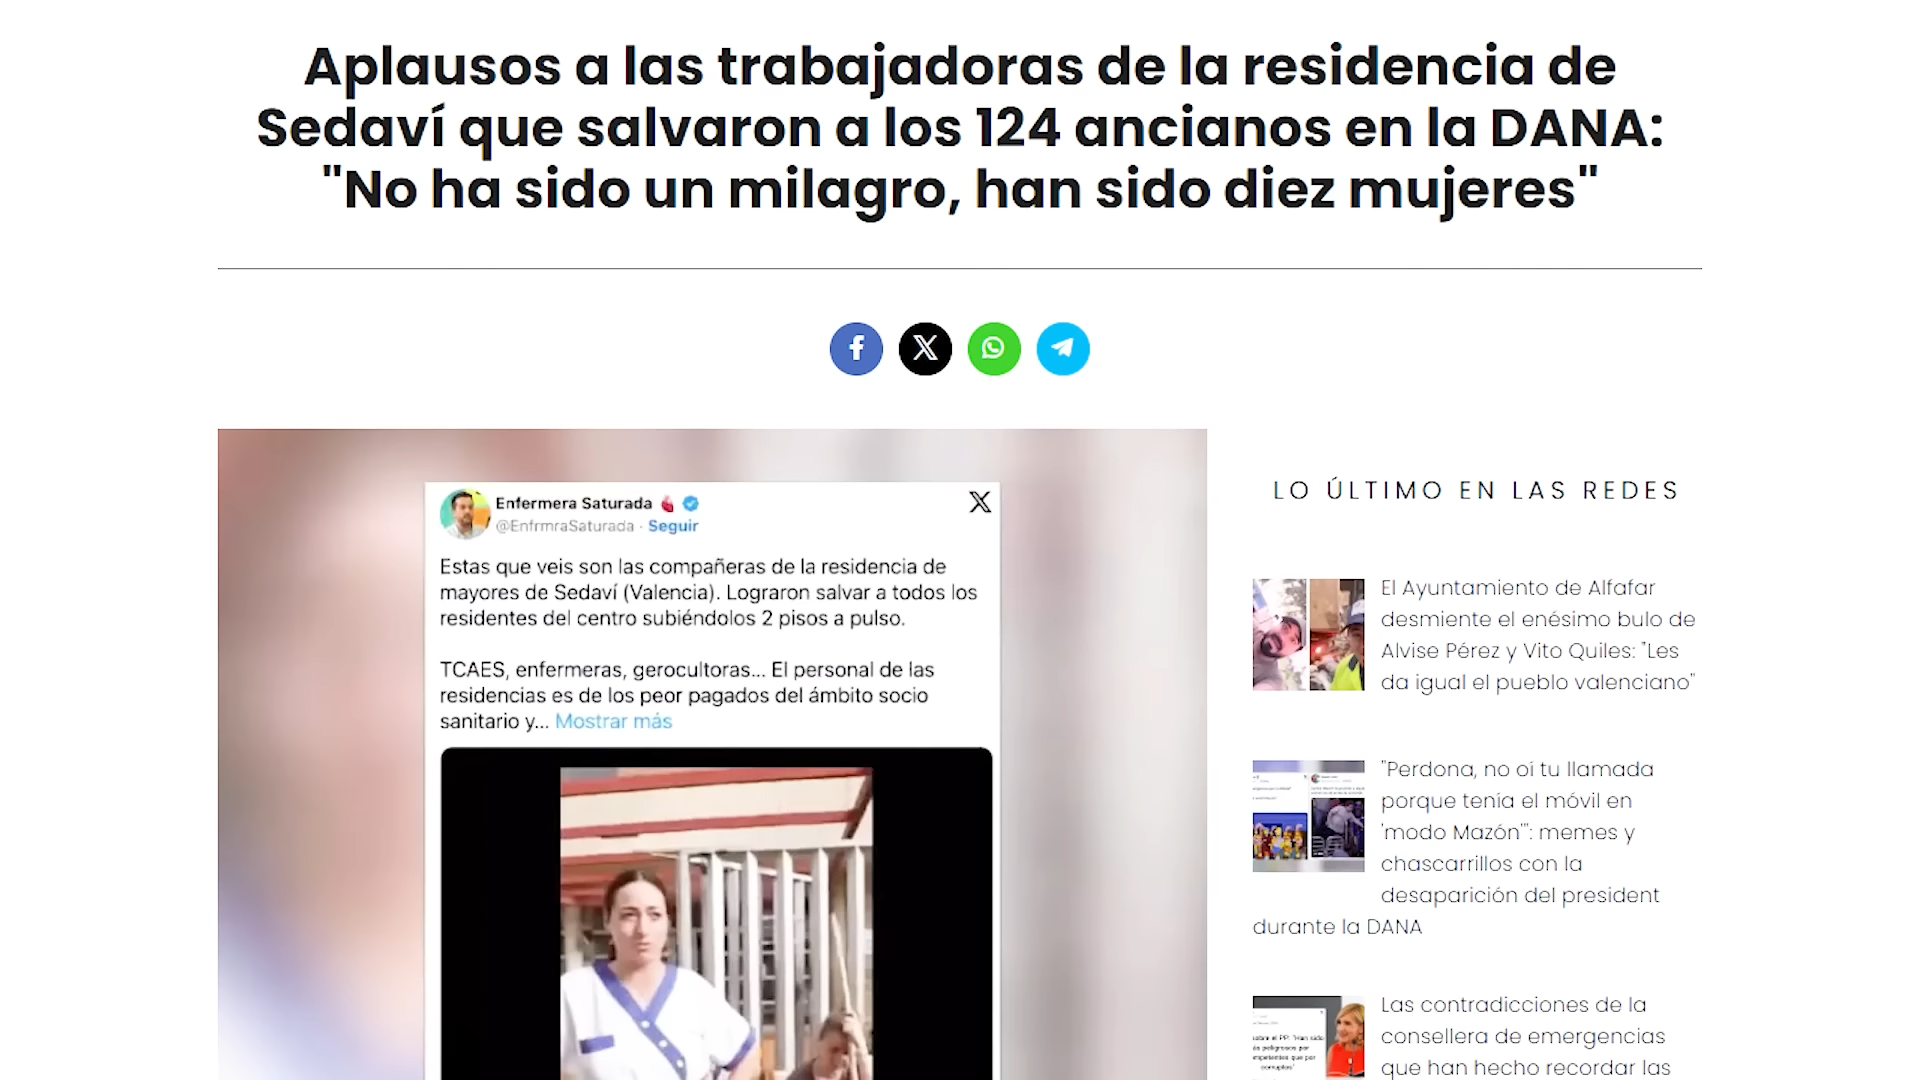 Aplausos a las trabajadoras de la residencia de
Sedaví que salvaron a los 124 ancianos en la DANA:
"No ha sido un milagro, han sido diez mujeres"
Enfermera Saturada
@EnfrmraSaturada · Seguir
Estas que veis son las compañeras de la residencia de
mayores de Sedaví (Valencia). Lograron salvar a todos los
residentes del centro subiéndolos 2 pisos a pulso.
TCAES, enfermeras, gerocultoras... El personal de las
residencias es de los peor pagados del ámbito socio
sanitario y... Mostrar más
LO ÚLTIMO EN LAS REDES
El Ayuntamiento de Alfafar
desmiente el enésimo bulo de
Alvise Pérez y Vito Quiles: "Les
da igual el pueblo valenciano"
"Perdona, no oí tu llamada
porque tenía el móvil en
'modo Mazón'": memes y
chascarrillos con la
desaparición del president
durante la DANA
Las contradicciones de la
consellera de emergencias
que han hecho recordar las